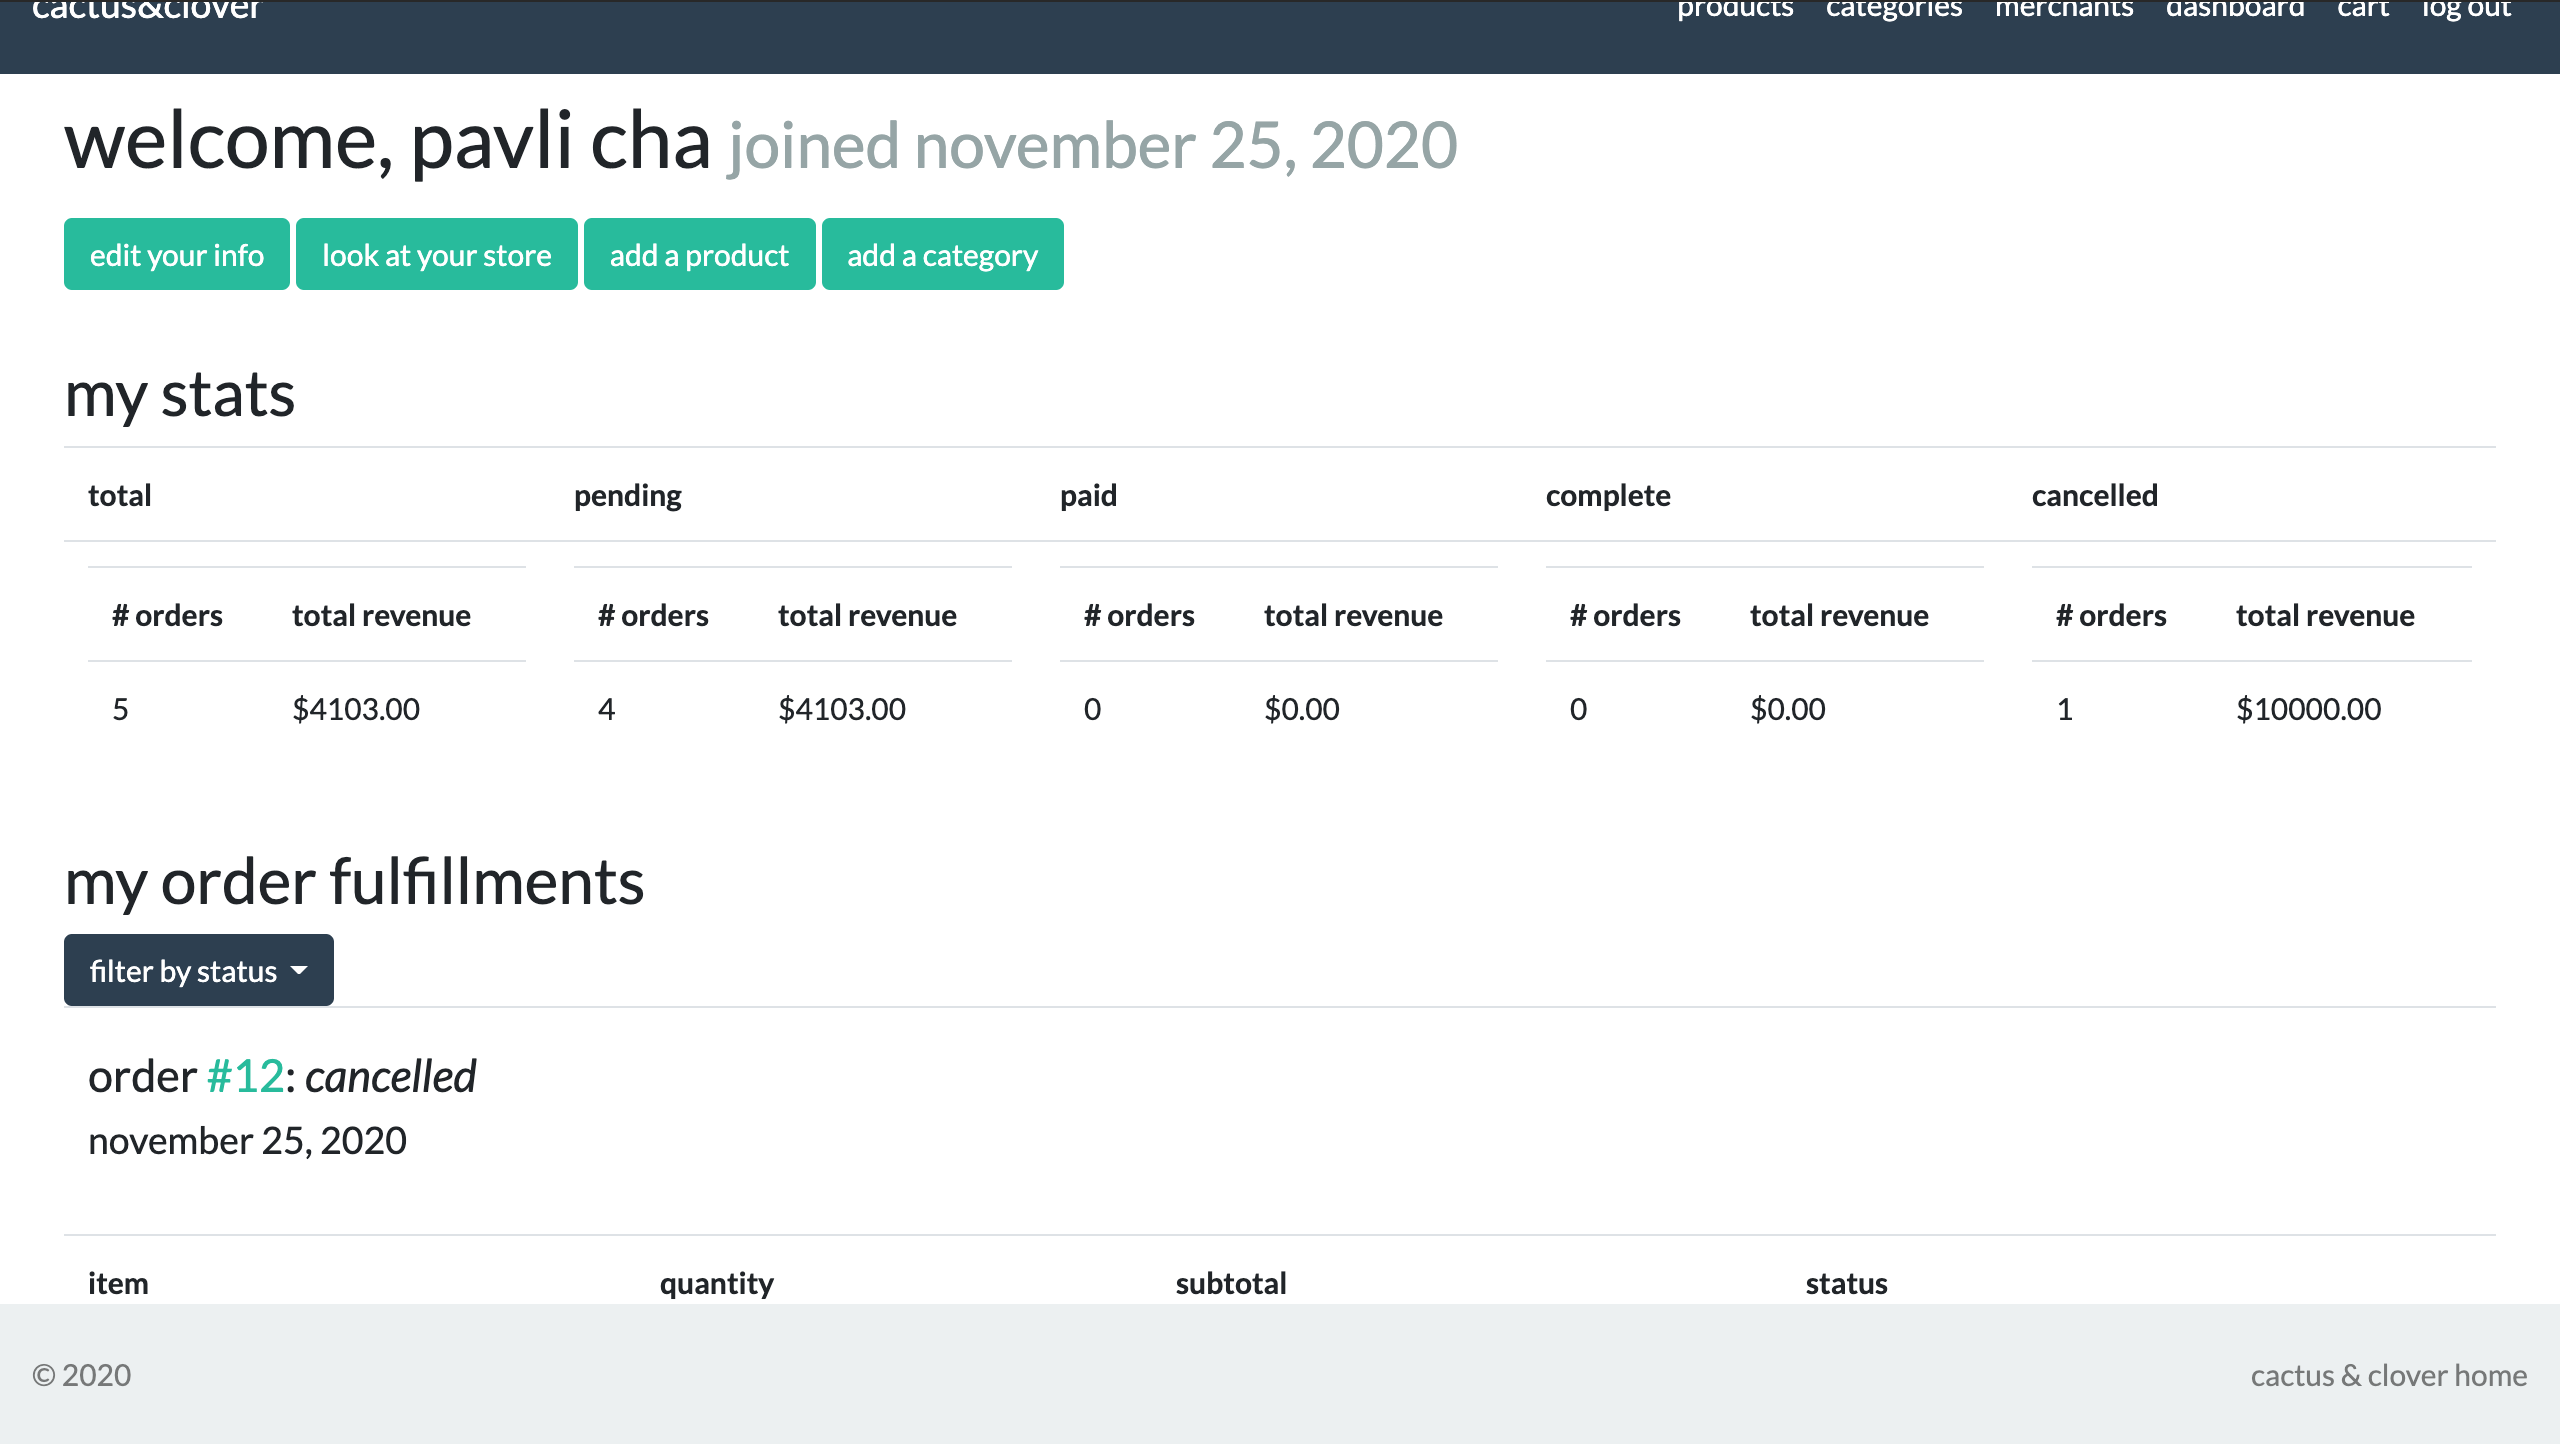 cactus&clover products categories merchants dashboard cart log out
welcome, pavli cha joined november 25, 2020
edit your info look at your store add a product add a category
my stats
total pending paid complete cancelled
# orders total revenue # orders total revenue # orders total revenue # orders total revenue # orders total revenue
5 $4103.00 4 $4103.00 0 $0.00 0 $0.00 1 $10000.00
my order fulfillments
filter by status
order #12: cancelled
november 25, 2020
item quantity subtotal status
© 2020 cactus & clover home